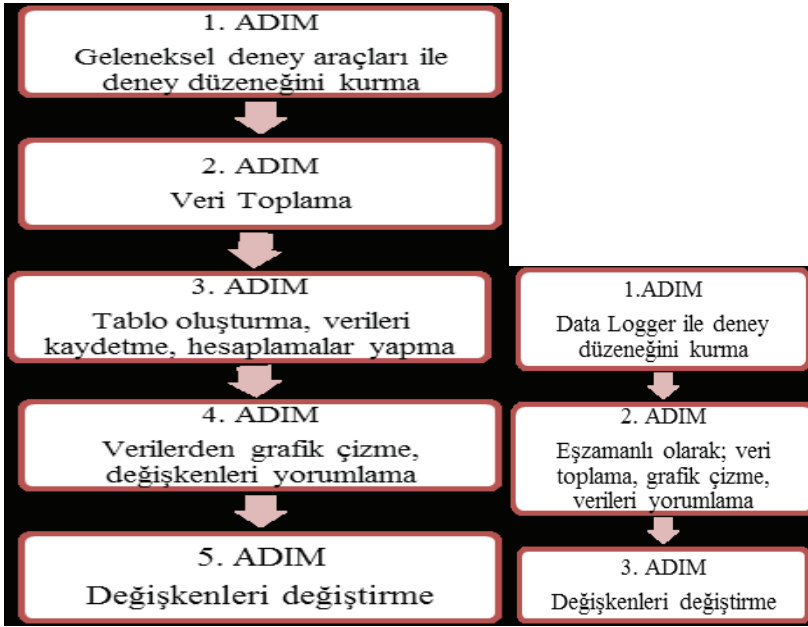 1. ADIM
Geleneksel deney araçları ile
deney düzeneğini kurma
2. ADIM
Veri Toplama
3. ADIM
Tablo oluşturma, verileri
kaydetme, hesaplamalar yapma
4. ADIM
Verilerden grafik çizme,
değişkenleri yorumlama
5. ADIM
Değişkenleri değiştirme
1.ADIM
Data Logger ile deney
düzeneğini kurma
2. ADIM
Eşzamanlı olarak; veri
toplama, grafik çizme,
verileri yorumlama
3. ADIM
Değişkenleri değiştirme